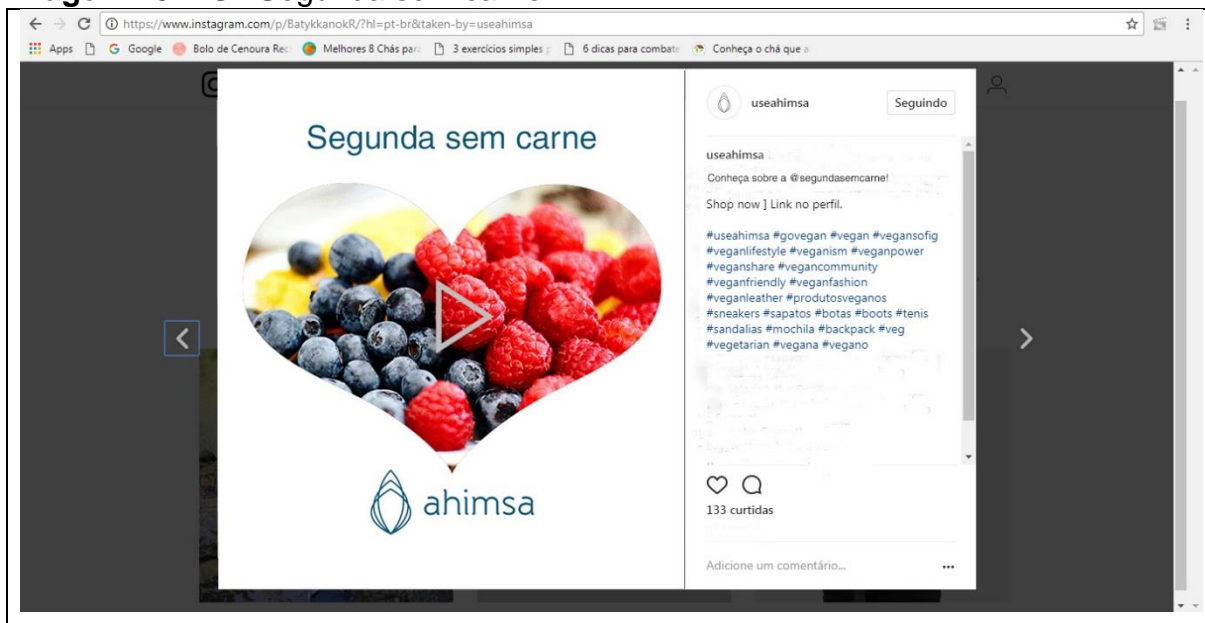 https://www.instagram.com/p/BatykkanokR/?hl=pt-br&taken-by=useahimsa
Apps Google Bolo de Cenoura Rec Melhores 8 Chás para 3 exercícios simples p 6 dicas para combate Conheça o chá que a
Segunda sem carne
ahimsa
useahimsa Seguindo
useahimsa
Conheça sobre a @segundasemcarne!
Shop now ] Link no perfil.
#useahimsa #govegan #vegan #vegansofig
#veganlifestyle #veganism #veganpower
#veganshare #vegancommunity
#veganfriendly #veganfashion
#veganleather #produtosveganos
#sneakers #sapatos #botas #boots #tenis
#sandalias #mochila #backpack #veg
#vegetarian #vegana #vegano
133 curtidas
Adicione um comentário...